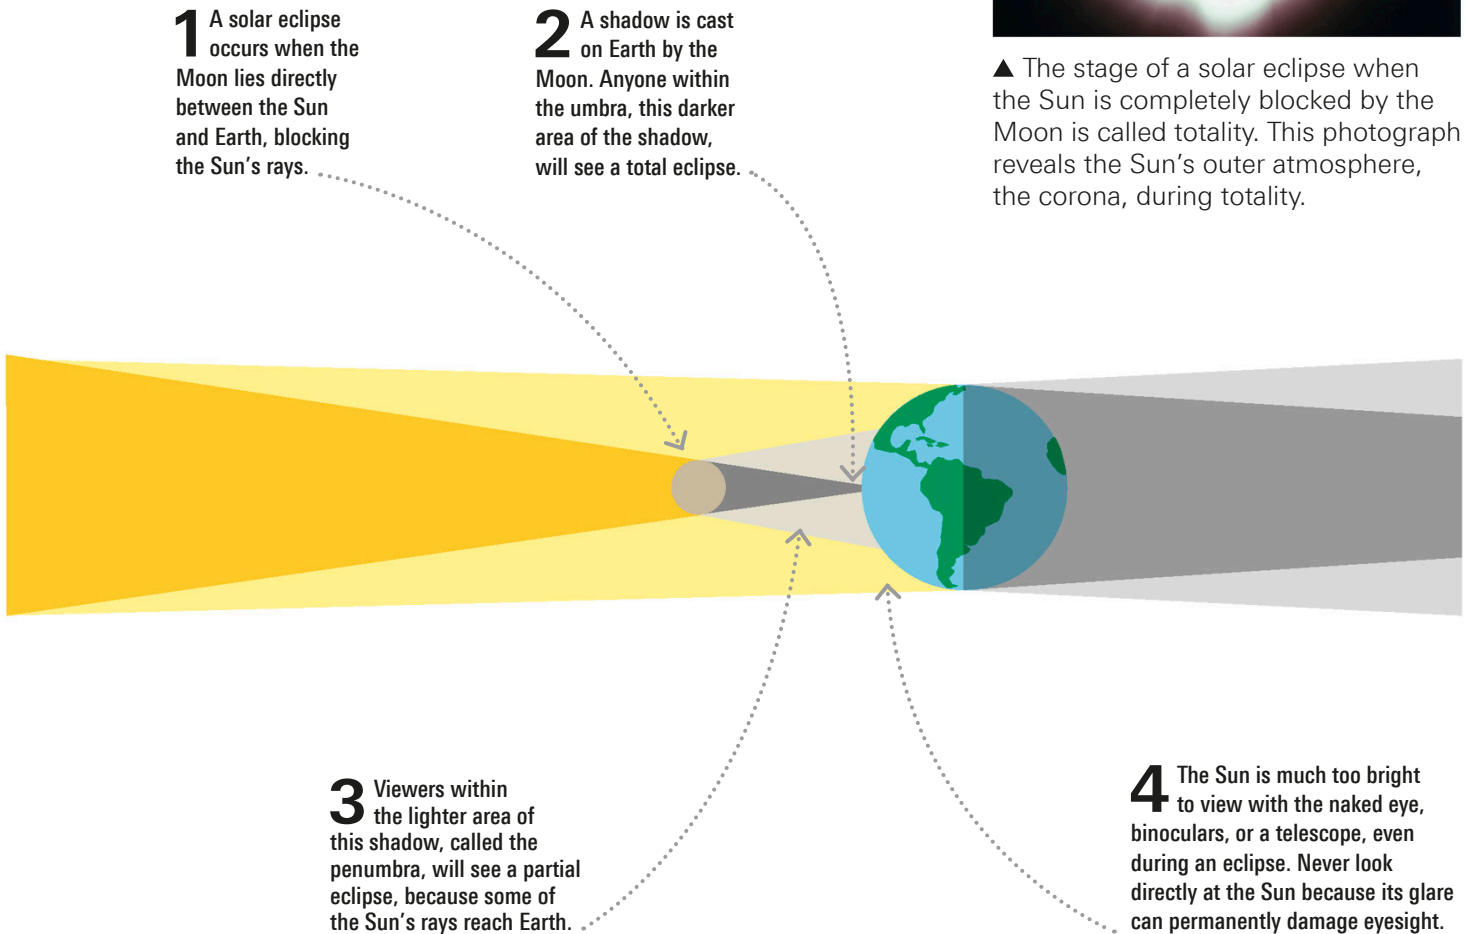 1 A solar eclipse
occurs when the
Moon lies directly
between the Sun
and Earth, blocking
the Sun's rays.
2 A shadow is cast
on Earth by the
Moon. Anyone within
the umbra, this darker
area of the shadow,
will see a total eclipse.
▲ The stage of a solar eclipse when
the Sun is completely blocked by the
Moon is called totality. This photograph
reveals the Sun's outer atmosphere,
the corona, during totality.
3 Viewers within
the lighter area of
this shadow, called the
penumbra, will see a partial
eclipse, because some of
the Sun's rays reach Earth.
4 The Sun is much too bright
to view with the naked eye,
binoculars, or a telescope, even
during an eclipse. Never look
directly at the Sun because its glare
can permanently damage eyesight.